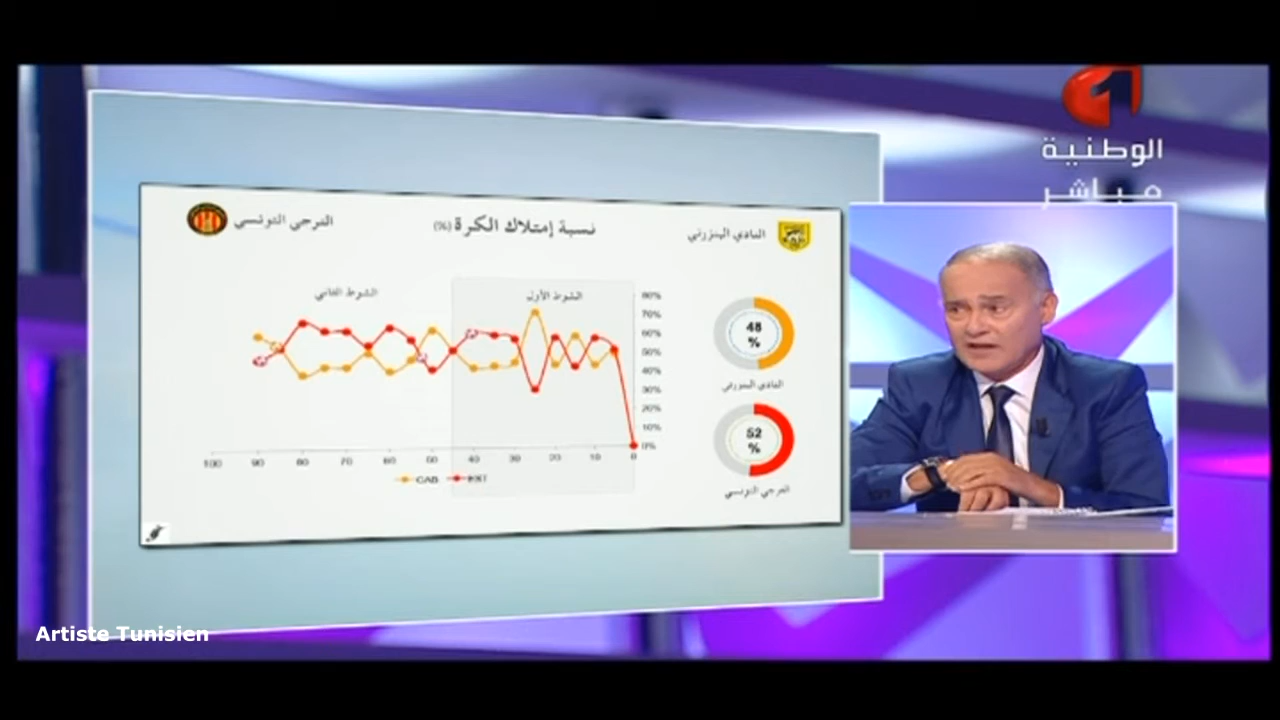 الوطنية
مباشر
نسبة إمتلاك الكرة (%)
الترجي التونسي
النادي البنزرتي
الشوط الأول
الشوط الثاني
80%
70%
60%
50%
40%
30%
20%
10%
0%
100 90 80 70 60 50 40 30 20 10 0
CAB EST
48
%
النادي البنزرتي
52
%
الترجي التونسي
Artiste Tunisien